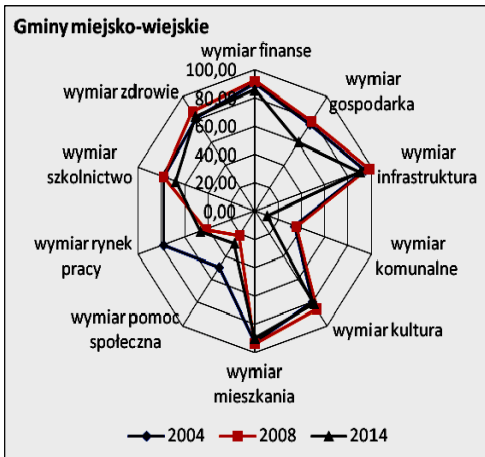 Gminy miejsko-wiejskie
wymiar finanse
100,00
80,00
60,00
40,00
20,00
0,00
wymiar
gospodarka
wymiar
infrastruktura
wymiar
komunalne
wymiar kultura
wymiar
mieszkania
wymiar pomoc
społeczna
wymiar rynek
pracy
wymiar
szkolnictwo
wymiar zdrowie
2004
2008
2014